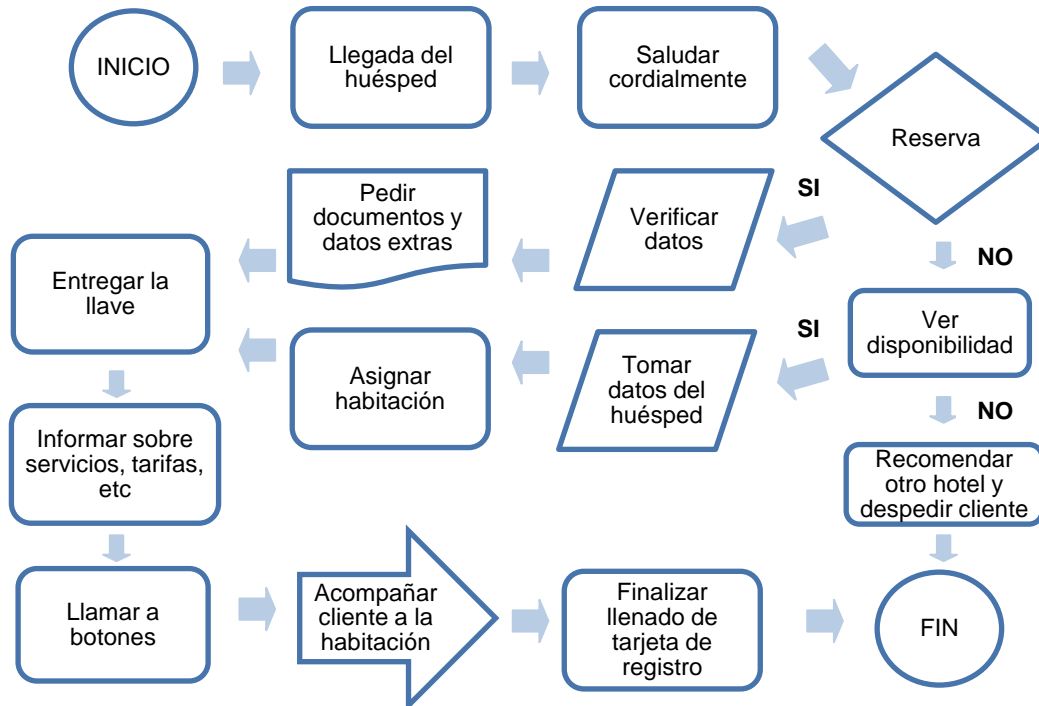 INICIO
Llegada del
huésped
Saludar
cordialmente
Reserva
SI
NO
Verificar
datos
Pedir
documentos y
datos extras
Entregar la
llave
Ver
disponibilidad
SI
NO
Tomar
datos del
huésped
Asignar
habitación
Informar sobre
servicios, tarifas,
etc
Recomendar
otro hotel y
despedir cliente
Llamar a
botones
Acompañar
cliente a la
habitación
Finalizar
llenado de
tarjeta de
registro
FIN